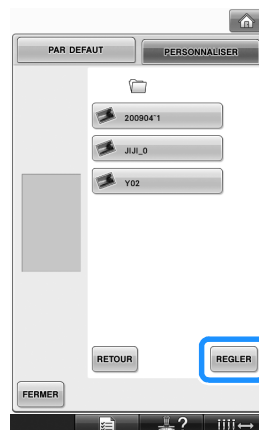 PAR DEFAUT
PERSONNALISER
200904~1
JIJI_0
Y02
RETOUR
REGLER
FERMER
?